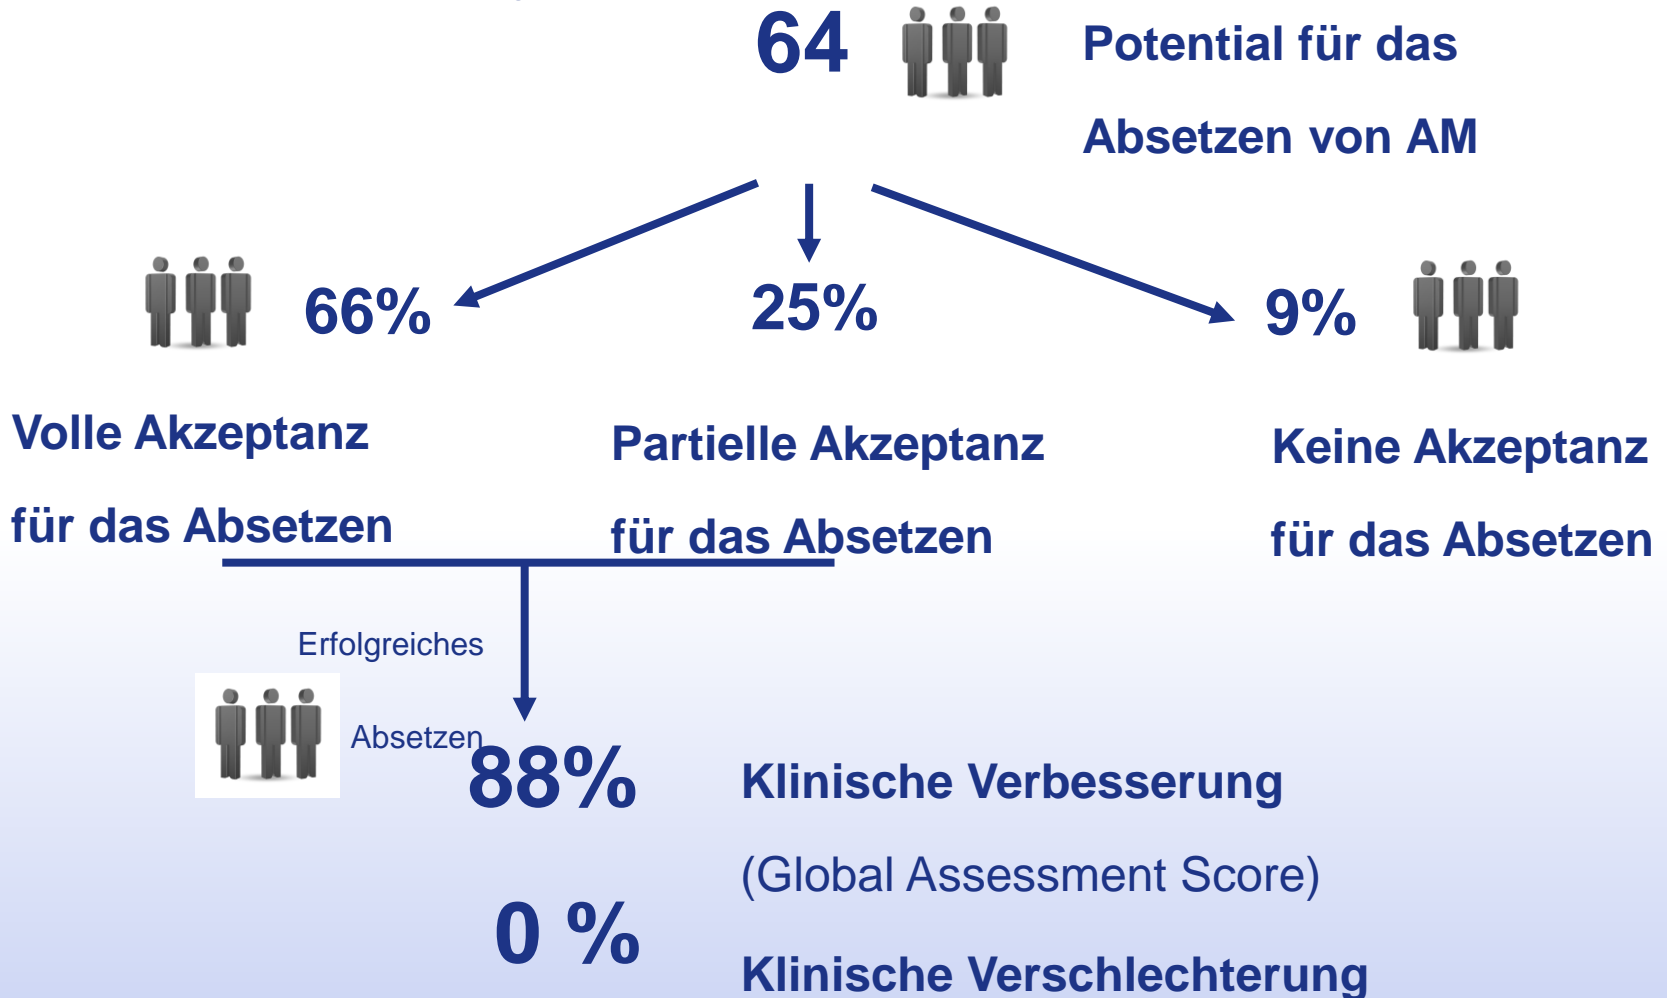 64
Potential für das
Absetzen von AM
66%
25%
9%
Volle Akzeptanz
für das Absetzen
Partielle Akzeptanz
für das Absetzen
Keine Akzeptanz
für das Absetzen
Erfolgreiches
Absetzen
88%
Klinische Verbesserung
(Global Assessment Score)
0 %
Klinische Verschlechterung